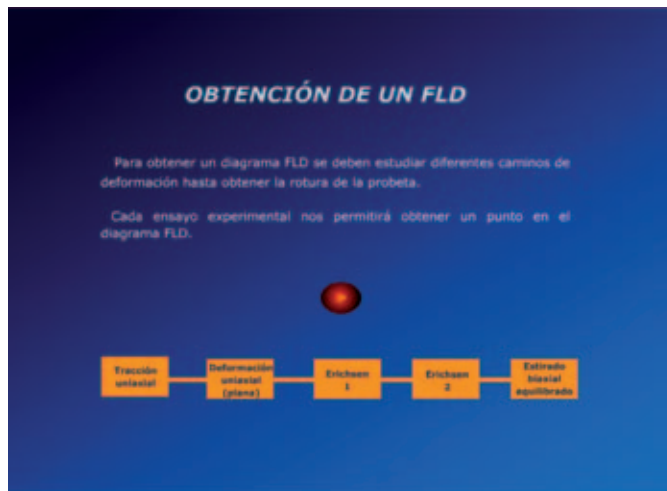 OBTENCIÓN DE UN FLD
Para obtener un diagrama FLD se deben estudiar diferentes caminos de
deformación hasta obtener la rotura de la probeta.
Cada ensayo experimental nos permitirá obtener un punto en el
diagrama FLD.
Tracción
uniaxial
Deformación
uniaxial
(plana)
Erichsen
1
Erichsen
2
Estirado
biaxial
equilibrado